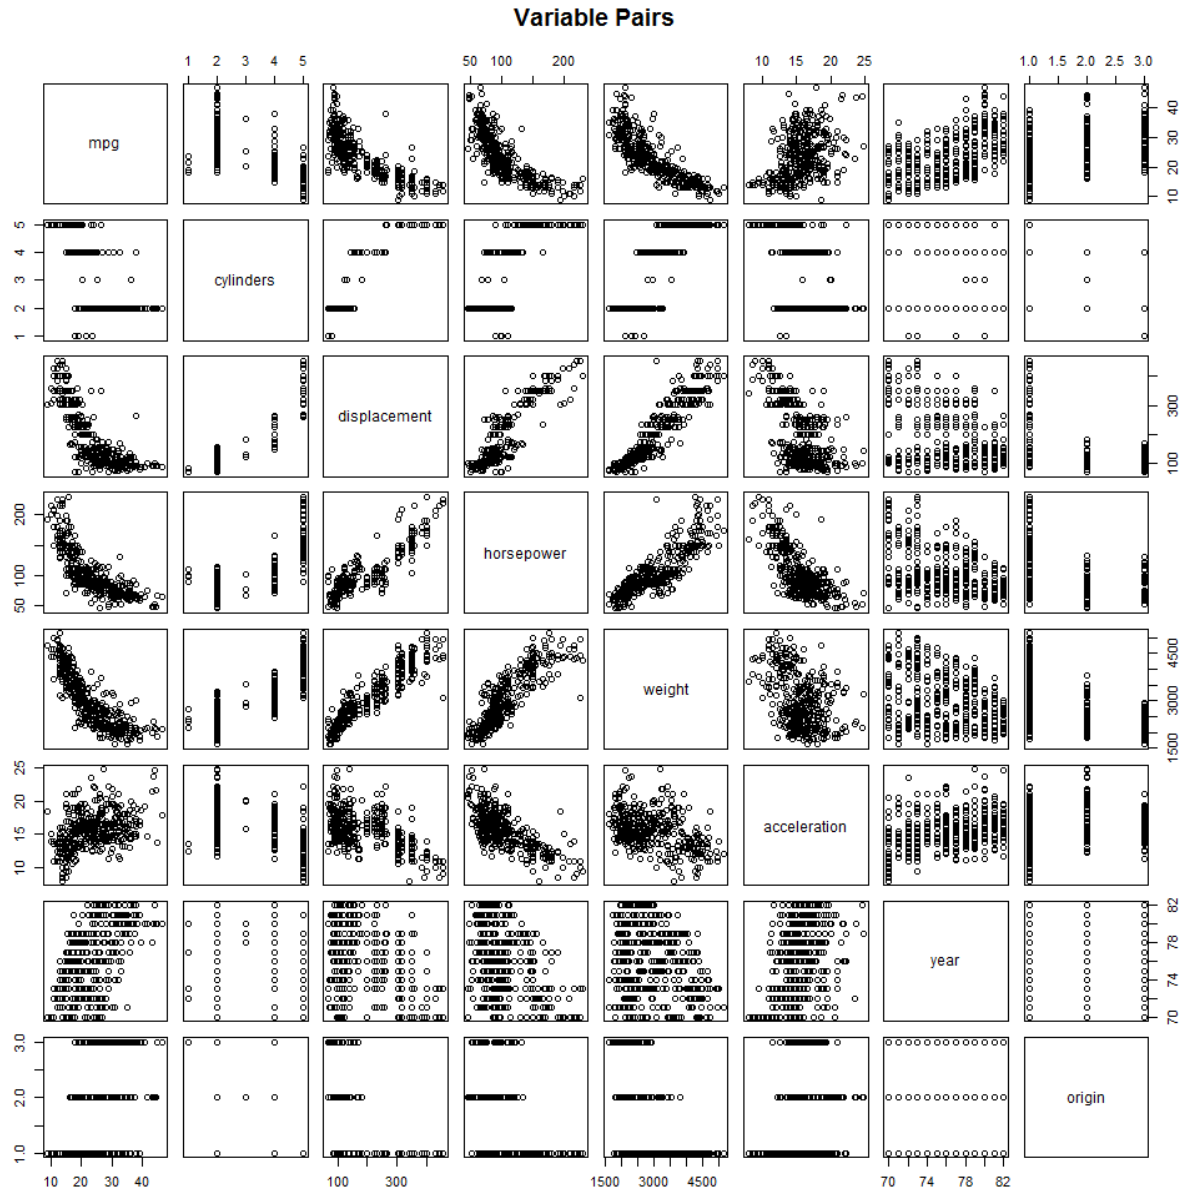 Variable Pairs
1 2 3 4 5 50 100 200 10 15 20 25 1.0 1.5 2.0 2.5 3.0
mpg
10 20 30 40
1 2 3 4 5
cylinders
displacement
100 300
50 100 200
horsepower
weight
1500 3000 4500
10 15 20 25
acceleration
year
70 74 78 82
1.0 2.0 3.0
origin
10 20 30 40 100 300 1500 3000 4500 70 74 78 82